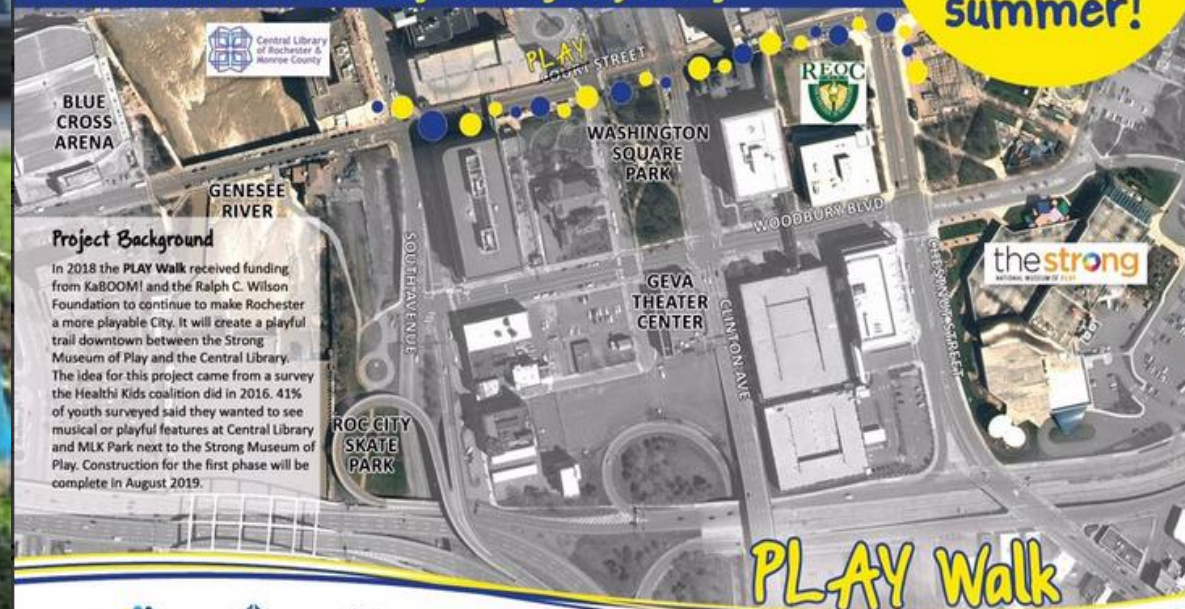 summer!
Central Library
of Rochester &
Monroe County
PLAY
COURT STREET
REOC
BLUE
CROSS
ARENA
WASHINGTON
SQUARE
PARK
GENESEE
RIVER
WOODBURY BLVD
Project Background
In 2018 the PLAY Walk received funding
from KaBOOM! and the Ralph C. Wilson
Foundation to continue to make Rochester
a more playable City. It will create a playful
trail downtown between the Strong
Museum of Play and the Central Library.
The idea for this project came from a survey
the Healthi Kids coalition did in 2016. 41%
of youth surveyed said they wanted to see
musical or playful features at Central Library
and MLK Park next to the Strong Museum of
Play. Construction for the first phase will be
complete in August 2019.
SOUTH AVENUE
GEVA
THEATER
CENTER
CLINTON AVE
CHESTNUT STREET
the strong
NATIONAL MUSEUM OF PLAY
ROC CITY
SKATE
PARK
PLAY Walk